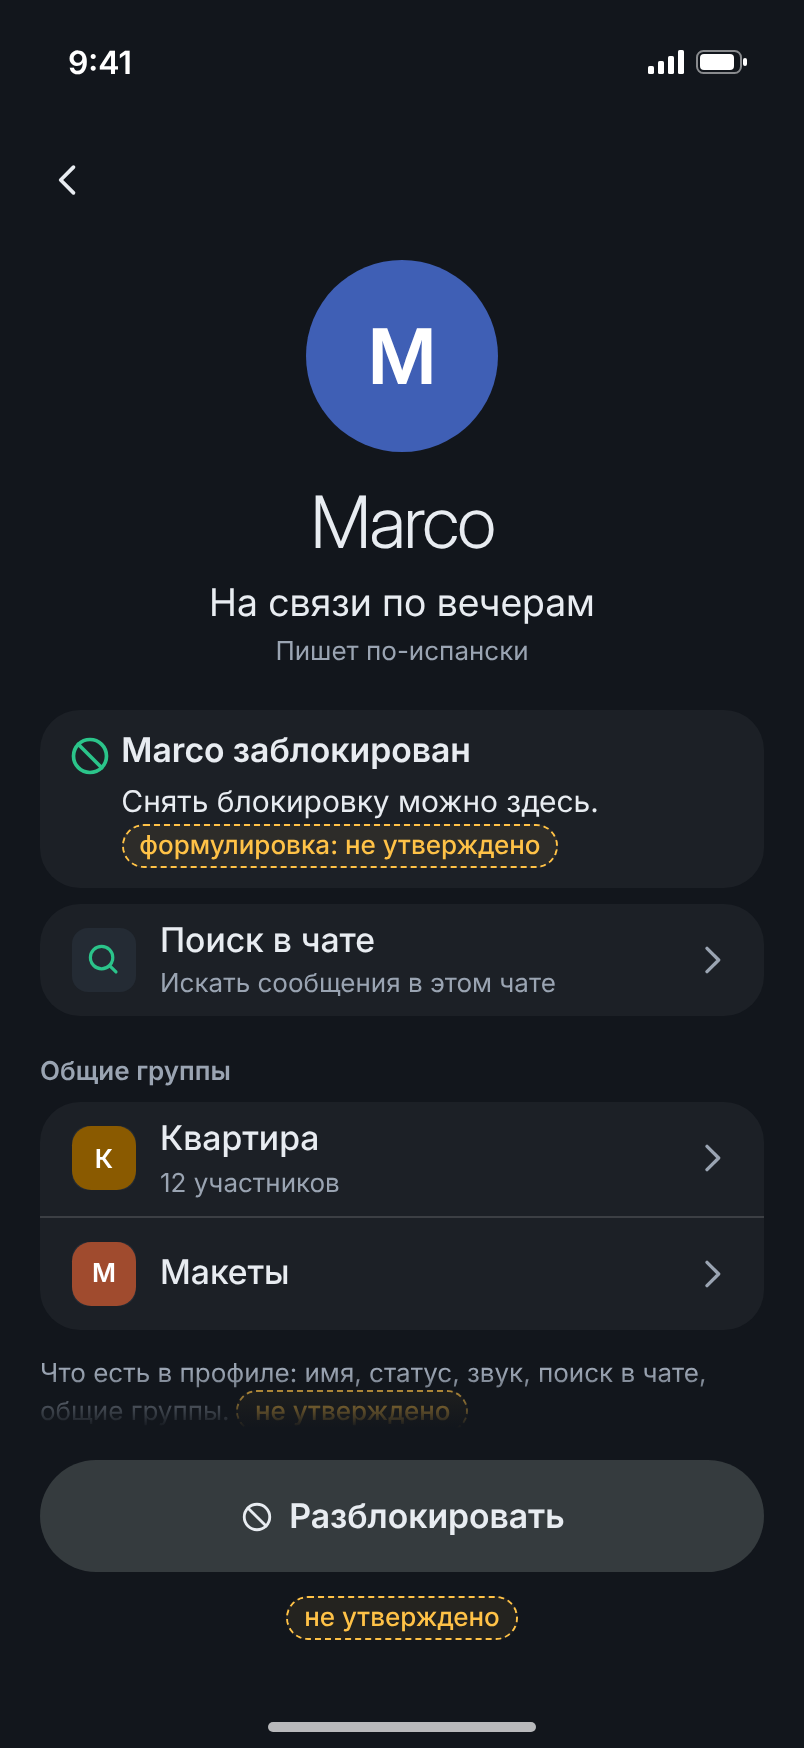 9:41
M
Marco
На связи по вечерам
Пишет по-испански
Marco заблокирован
Снять блокировку можно здесь.
формулировка: не утверждено
Поиск в чате
Искать сообщения в этом чате
Общие группы
К
Квартира
12 участников
М
Макеты
Что есть в профиле: имя, статус, звук, поиск в чате,
общие группы. не утверждено
Разблокировать
не утверждено